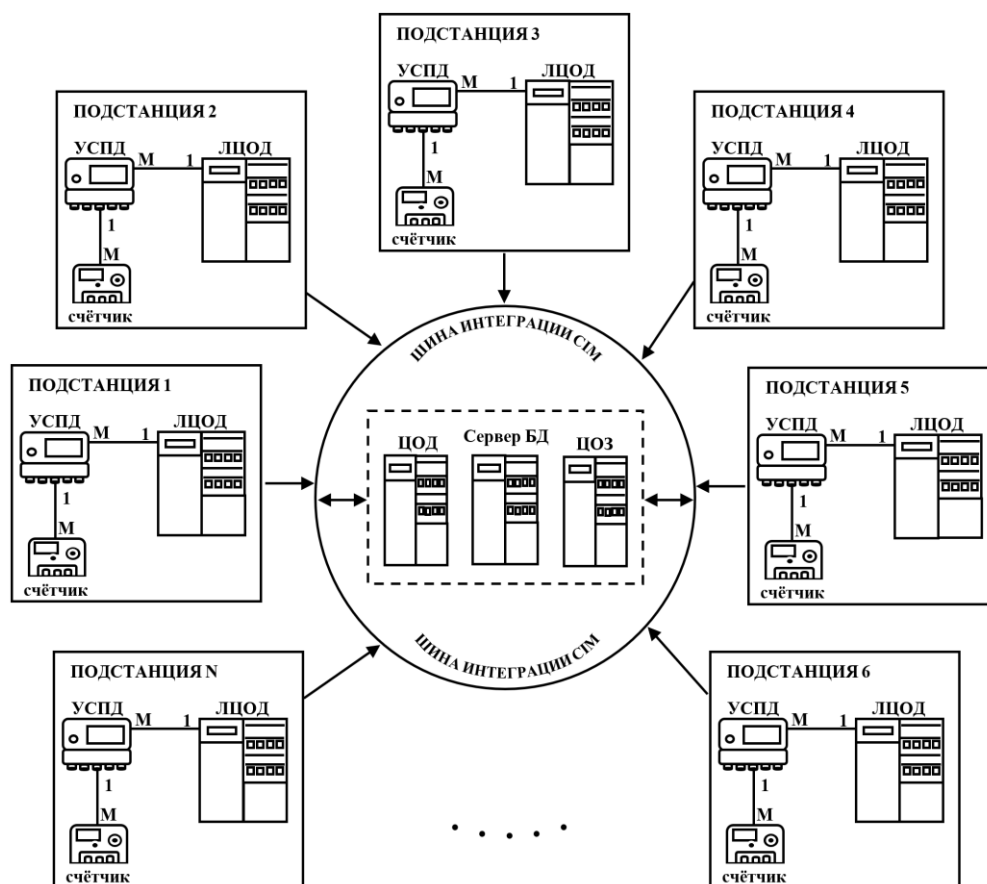 ПОДСТАНЦИЯ 3
УСПД
ЛЦОД
М
1
1
М
счётчик
ПОДСТАНЦИЯ 2
УСПД
ЛЦОД
М
1
1
М
счётчик
ПОДСТАНЦИЯ 4
УСПД
ЛЦОД
М
1
1
М
счётчик
ШИНА ИНТЕГРАЦИИ CIM
ПОДСТАНЦИЯ 1
УСПД
ЛЦОД
М
1
1
М
счётчик
ЦОД
Сервер БД
ЦОЗ
ПОДСТАНЦИЯ 5
УСПД
ЛЦОД
М
1
1
М
счётчик
ШИНА ИНТЕГРАЦИИ CIM
ПОДСТАНЦИЯ N
УСПД
ЛЦОД
М
1
1
М
счётчик
. . . . .
ПОДСТАНЦИЯ 6
УСПД
ЛЦОД
М
1
1
М
счётчик